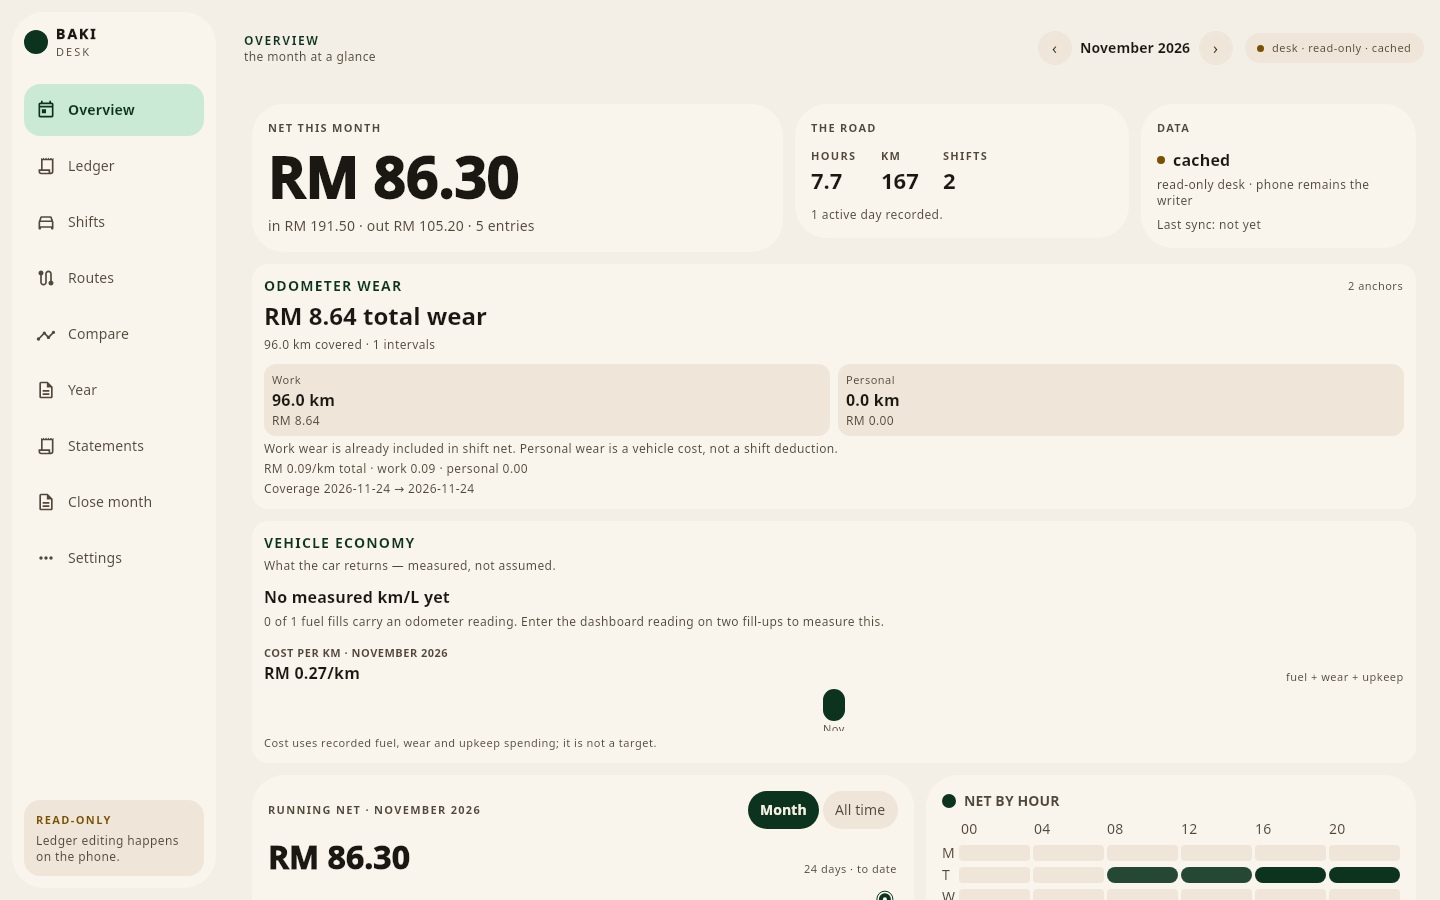 BAKI
DESK
Overview
Ledger
Shifts
Routes
Compare
Year
Statements
Close month
Settings
READ-ONLY
Ledger editing happens
on the phone.
OVERVIEW
the month at a glance
‹ November 2026 ›
desk · read-only · cached
NET THIS MONTH
RM 86.30
in RM 191.50 · out RM 105.20 · 5 entries
THE ROAD
HOURS KM SHIFTS
7.7 167 2
1 active day recorded.
DATA
cached
read-only desk · phone remains the
writer
Last sync: not yet
ODOMETER WEAR
2 anchors
RM 8.64 total wear
96.0 km covered · 1 intervals
Work
96.0 km
RM 8.64
Personal
0.0 km
RM 0.00
Work wear is already included in shift net. Personal wear is a vehicle cost, not a shift deduction.
RM 0.09/km total · work 0.09 · personal 0.00
Coverage 2026-11-24 → 2026-11-24
VEHICLE ECONOMY
What the car returns — measured, not assumed.
No measured km/L yet
0 of 1 fuel fills carry an odometer reading. Enter the dashboard reading on two fill-ups to measure this.
COST PER KM · NOVEMBER 2026
RM 0.27/km
fuel + wear + upkeep
Nov
Cost uses recorded fuel, wear and upkeep spending; it is not a target.
RUNNING NET · NOVEMBER 2026
Month All time
RM 86.30
24 days · to date
NET BY HOUR
00 04 08 12 16 20
M
T
W